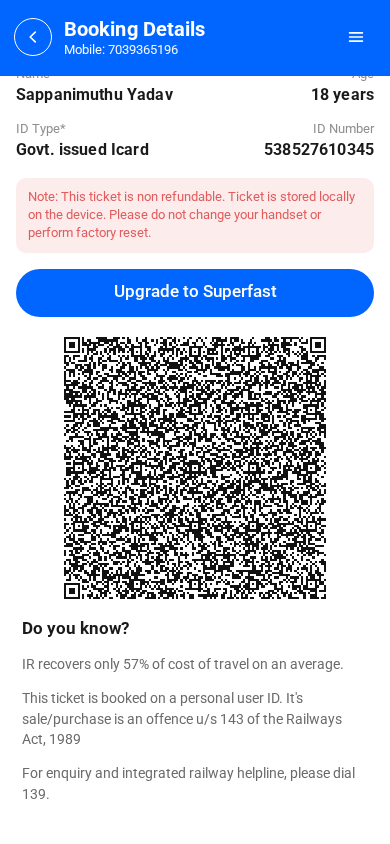 Booking Details
Mobile: 7039365196
Name Age
Sappanimuthu Yadav 18 years
ID Type* ID Number
Govt. issued Icard 538527610345
Note: This ticket is non refundable. Ticket is stored locally
on the device. Please do not change your handset or
perform factory reset.
Upgrade to Superfast
Do you know?
IR recovers only 57% of cost of travel on an average.
This ticket is booked on a personal user ID. It's
sale/purchase is an offence u/s 143 of the Railways
Act, 1989
For enquiry and integrated railway helpline, please dial
139.